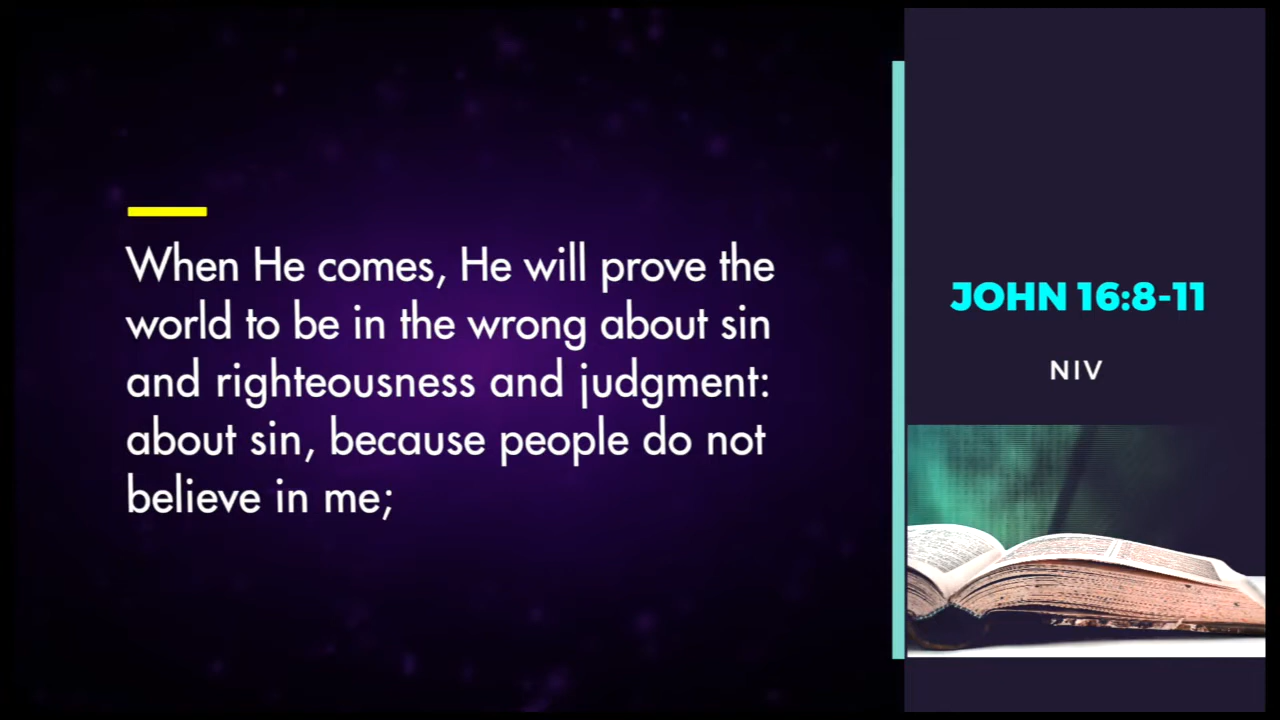 When He comes, He will prove the
world to be in the wrong about sin
and righteousness and judgment:
about sin, because people do not
believe in me;
JOHN 16:8-11
NIV